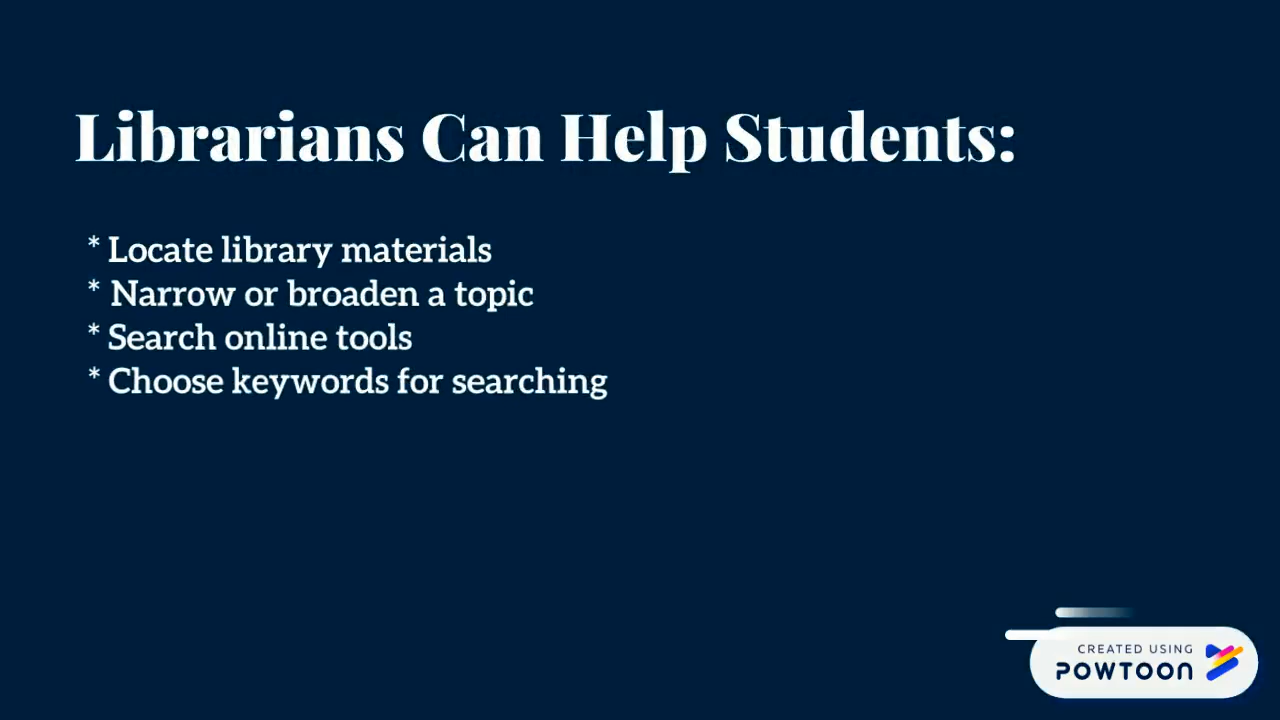 Librarians Can Help Students:
* Locate library materials
* Narrow or broaden a topic
* Search online tools
* Choose keywords for searching
CREATED USING
POWTOON